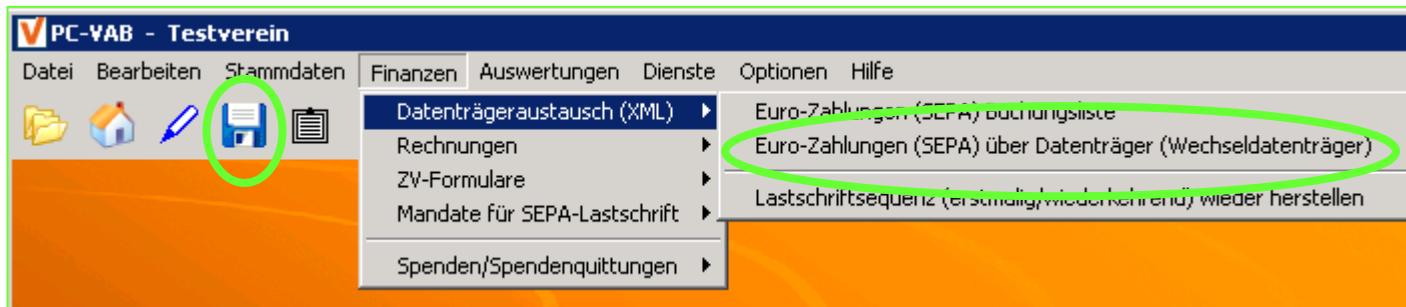 PC-VAB - Testverein
Datei Bearbeiten Stammdaten Finanzen Auswertungen Dienste Optionen Hilfe
Datenträgeraustausch (XML)
Rechnungen
ZV-Formulare
Mandate für SEPA-Lastschrift
Spenden/Spendenquittungen
Euro-Zahlungen (SEPA) Buchungsliste
Euro-Zahlungen (SEPA) über Datenträger (Wechseldatenträger)
Lastschriftsequenz (erstmalig/wiederkehrend) wieder herstellen